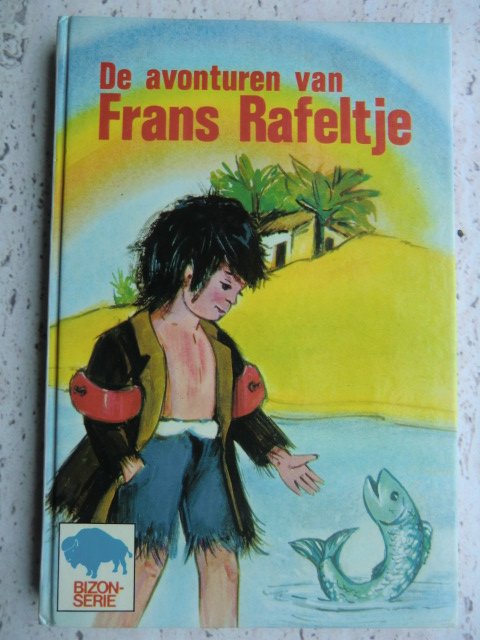 De avonturen van
Frans Rafeltje
BIZON-
SERIE